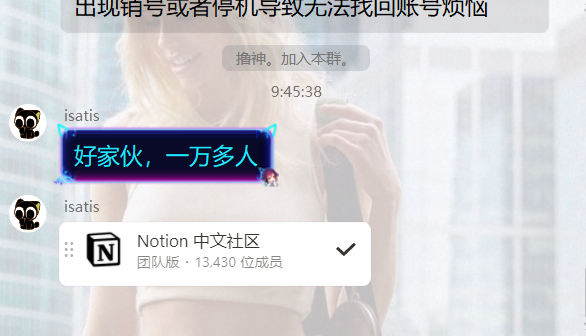 出现销号或者停机导致无法找回账号烦恼
撸神。加入本群。
9:45:38
isatis
好家伙，一万多人
isatis
N
Notion 中文社区
团队版 · 13,430 位成员